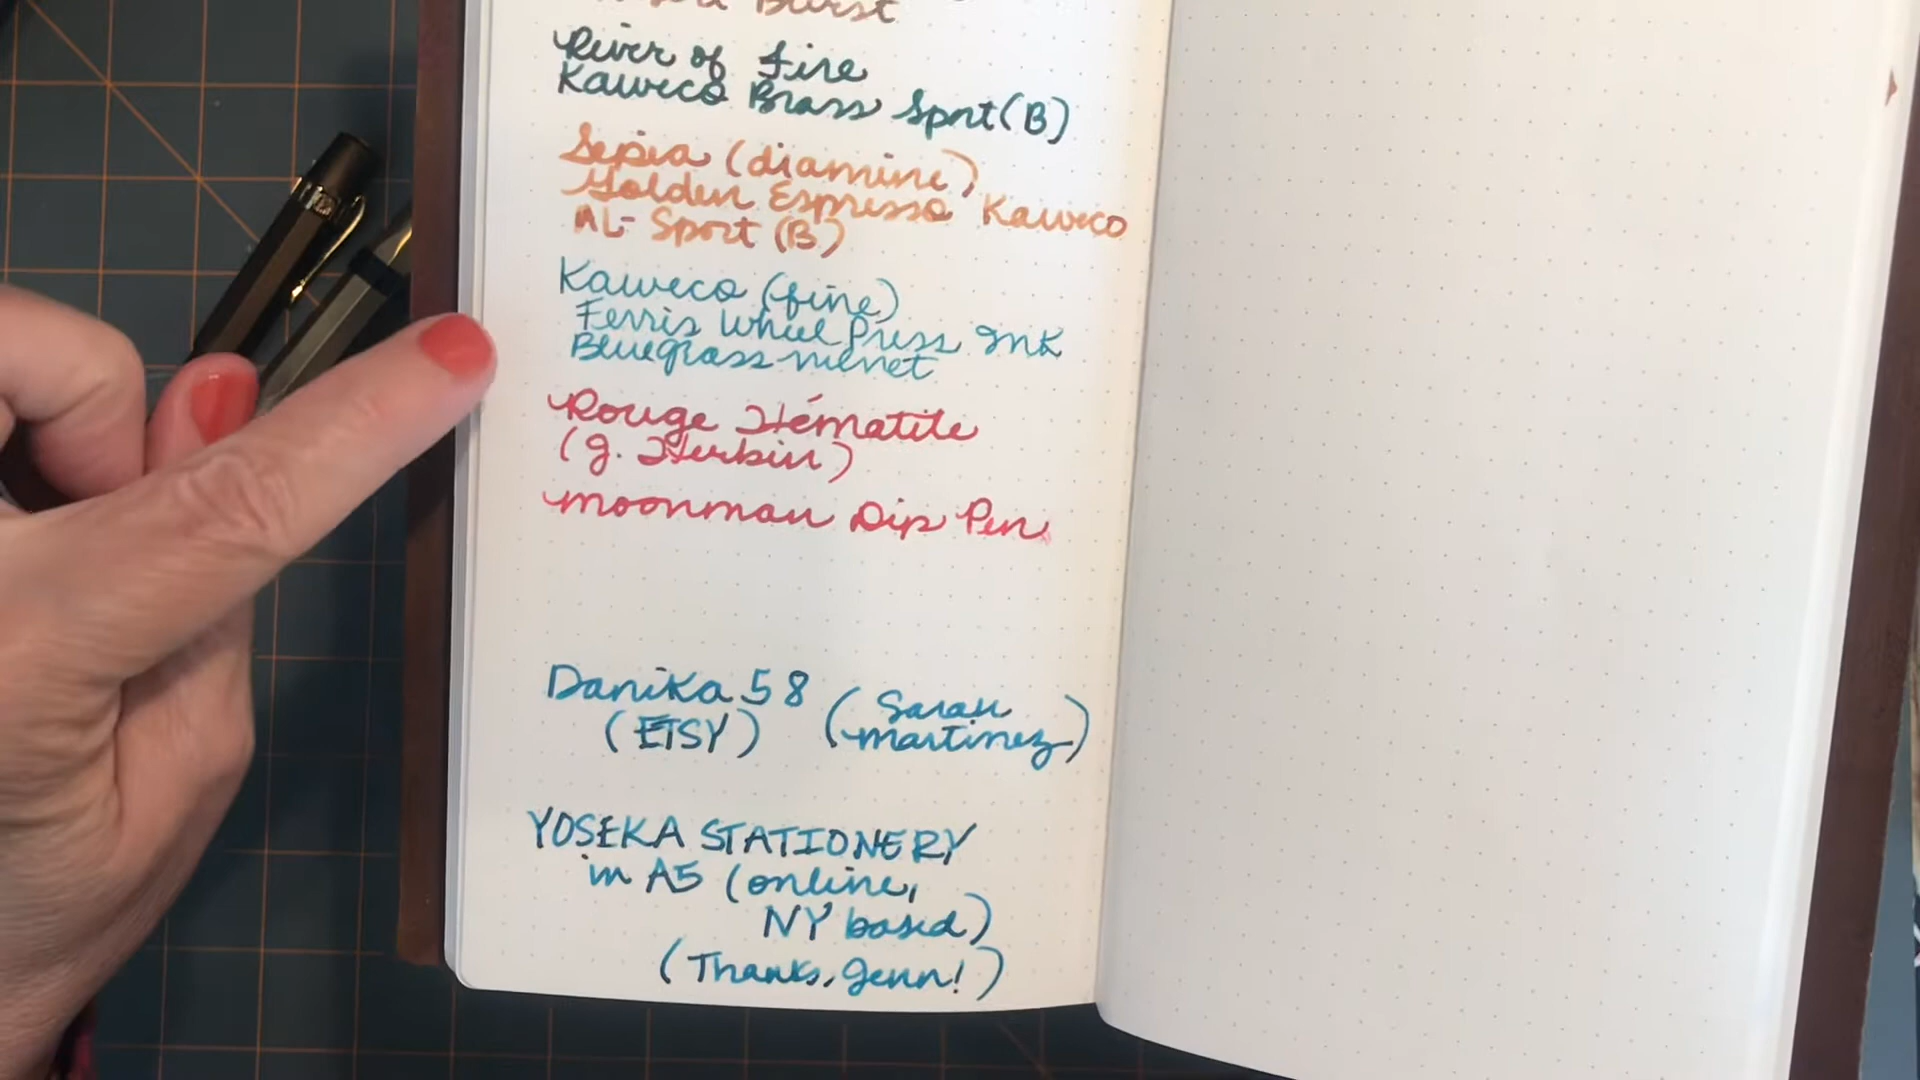 Burst
River of Fire
Kaweco Brass Sport (B)
Sepia (diamine)
Golden Espresso Kaweco
AL-Sport (B)
Kaweco (fine)
Ferris Wheel Press Ink
Bluegrass velvet
Rouge Hématite
(J. Herbin)
moonman Dip Pen
Danika 58 (Sarah
(ETSY) martinez)
YOSEKA STATIONERY
in A5 (online,
NY based)
(Thanks, Jenn!)